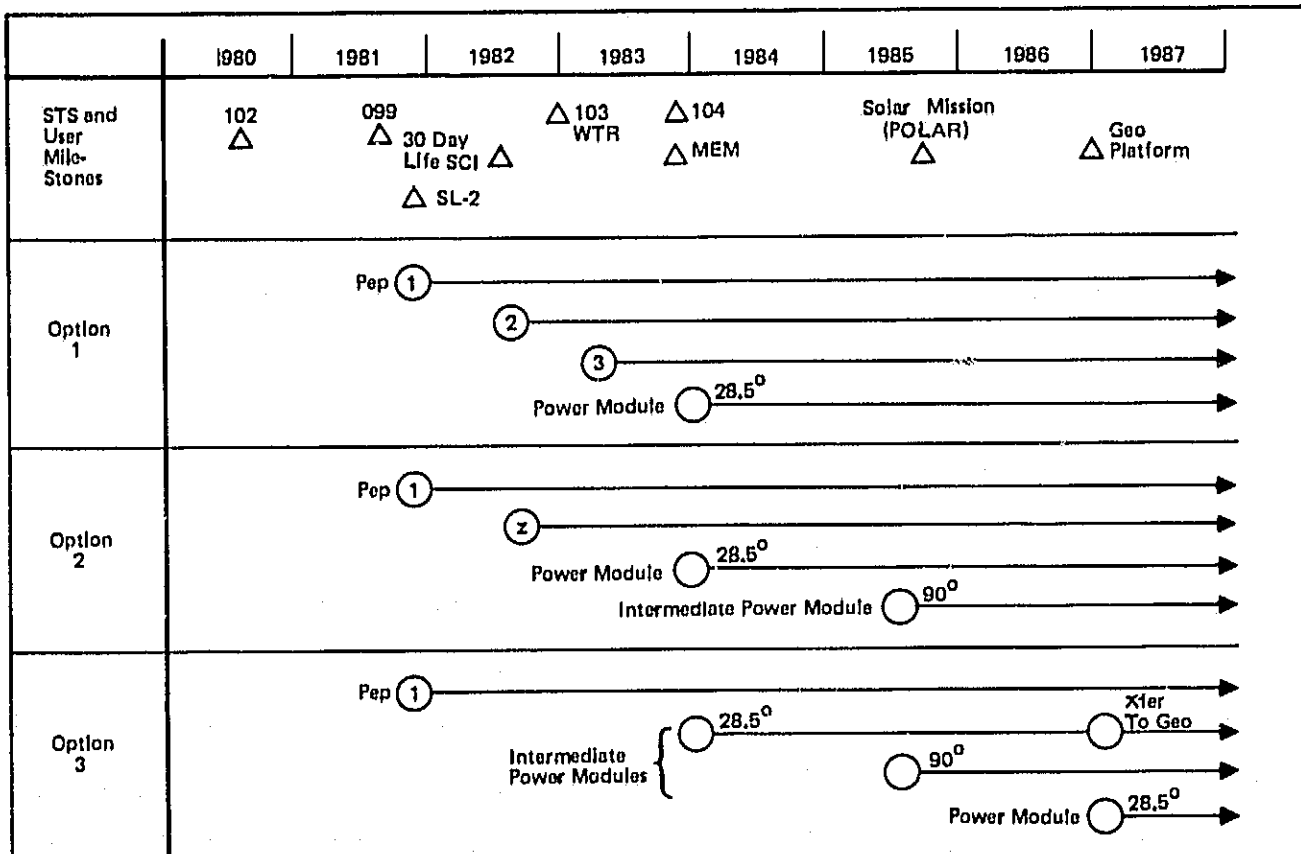 1980 1981 1982 1983 1984 1985 1986 1987
STS and
User
Mile-
Stones
102
099
30 Day
Life SCI
SL-2
103
WTR
104
MEM
Solar Mission
(POLAR)
Geo
Platform
Option
1
Pep 1
2
3
Power Module 28.5°
Option
2
Pep 1
z
Power Module 28.5°
Intermediate Power Module 90°
Option
3
Pep 1
Intermediate
Power Modules
28.5°
Xfer
To Geo
90°
Power Module 28.5°